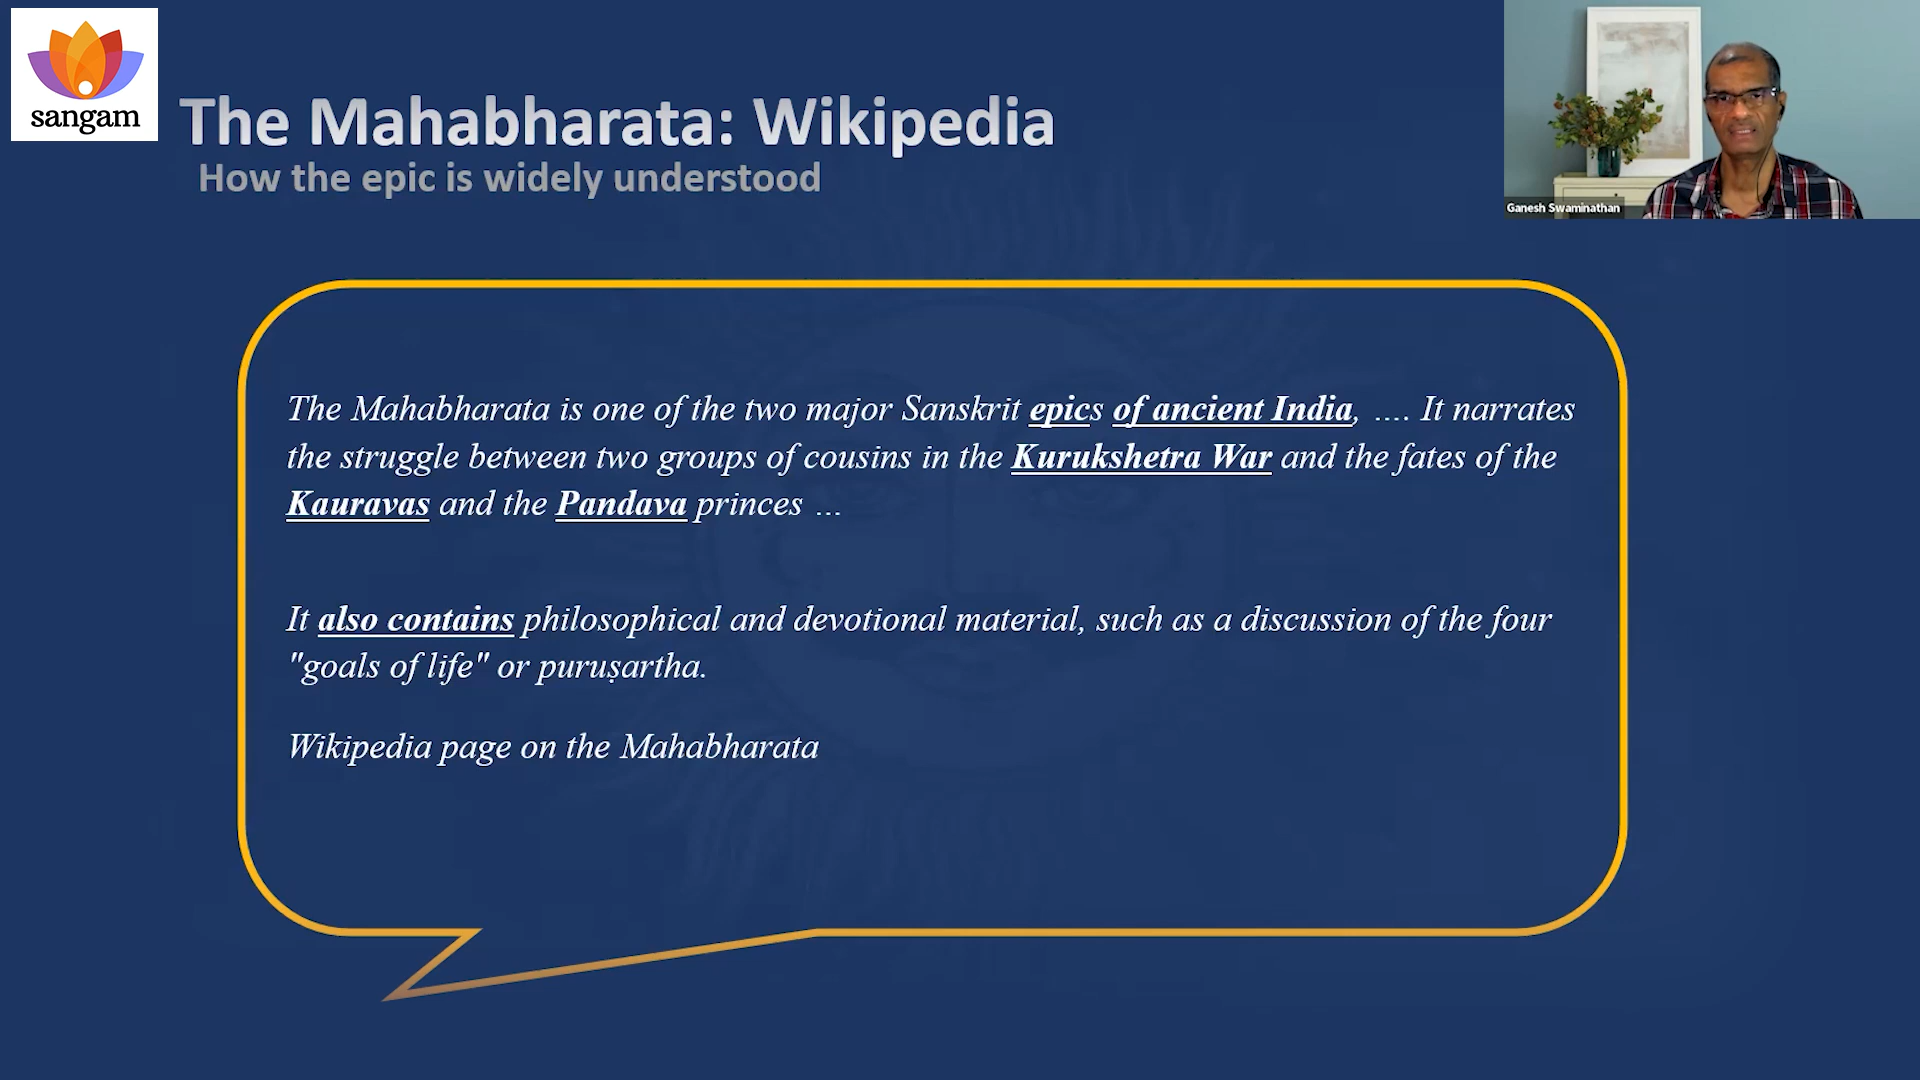 sangam
The Mahabharata: Wikipedia
How the epic is widely understood
Ganesh Swaminathan
The Mahabharata is one of the two major Sanskrit epics of ancient India, .... It narrates
the struggle between two groups of cousins in the Kurukshetra War and the fates of the
Kauravas and the Pandava princes ...
It also contains philosophical and devotional material, such as a discussion of the four
"goals of life" or puruṣartha.
Wikipedia page on the Mahabharata